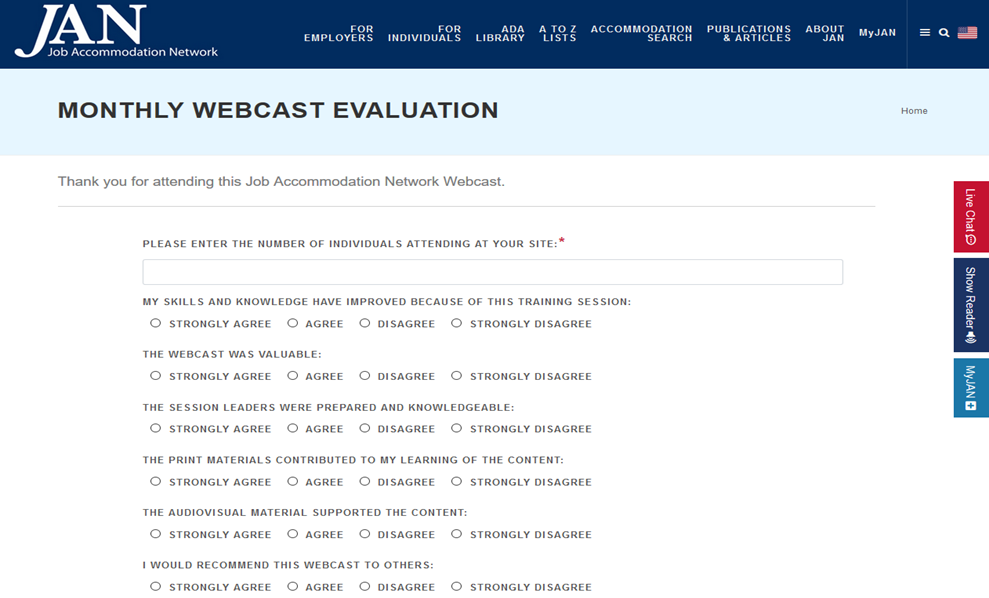 JAN
Job Accommodation Network
FOR EMPLOYERS
FOR INDIVIDUALS
ADA LIBRARY
A TO Z LISTS
ACCOMMODATION SEARCH
PUBLICATIONS & ARTICLES
ABOUT JAN
MyJAN
MONTHLY WEBCAST EVALUATION
Home
Thank you for attending this Job Accommodation Network Webcast.
PLEASE ENTER THE NUMBER OF INDIVIDUALS ATTENDING AT YOUR SITE:*
MY SKILLS AND KNOWLEDGE HAVE IMPROVED BECAUSE OF THIS TRAINING SESSION:
STRONGLY AGREE AGREE DISAGREE STRONGLY DISAGREE
THE WEBCAST WAS VALUABLE:
STRONGLY AGREE AGREE DISAGREE STRONGLY DISAGREE
THE SESSION LEADERS WERE PREPARED AND KNOWLEDGEABLE:
STRONGLY AGREE AGREE DISAGREE STRONGLY DISAGREE
THE PRINT MATERIALS CONTRIBUTED TO MY LEARNING OF THE CONTENT:
STRONGLY AGREE AGREE DISAGREE STRONGLY DISAGREE
THE AUDIOVISUAL MATERIAL SUPPORTED THE CONTENT:
STRONGLY AGREE AGREE DISAGREE STRONGLY DISAGREE
I WOULD RECOMMEND THIS WEBCAST TO OTHERS:
STRONGLY AGREE AGREE DISAGREE STRONGLY DISAGREE
Live Chat
Show Reader
MyJAN